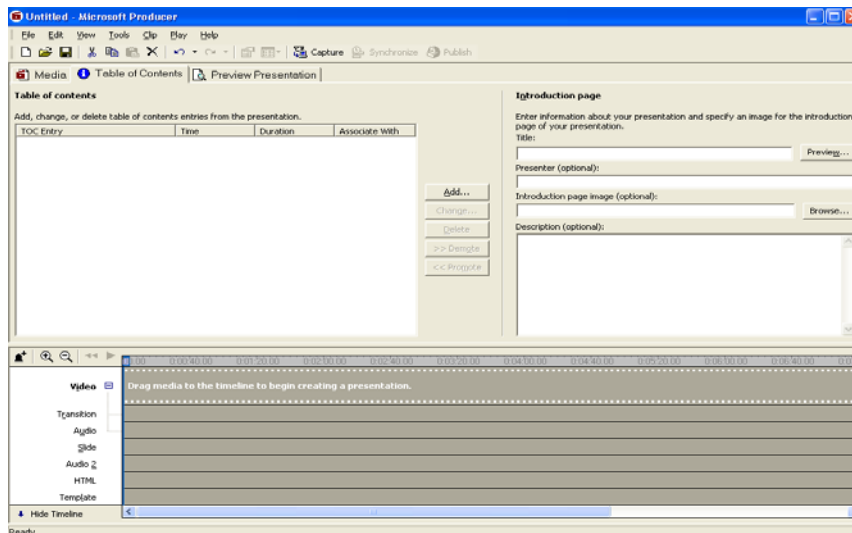 Untitled - Microsoft Producer
File Edit View Tools Clip Play Help
Capture Synchronize Publish
Media Table of Contents Preview Presentation
Table of contents
Add, change, or delete table of contents entries from the presentation.
TOC Entry Time Duration Associate With
Add...
Change...
Delete
>> Demote
<< Promote
Introduction page
Enter information about your presentation and specify an image for the introduction
page of your presentation.
Title:
Preview...
Presenter (optional):
Introduction page image (optional):
Browse...
Description (optional):
0:00:40.00 0:01:20.00 0:02:00.00 0:02:40.00 0:03:20.00 0:04:00.00 0:04:40.00 0:05:20.00 0:06:00.00 0:06:40.00
Video Drag media to the timeline to begin creating a presentation.
Transition
Audio
Slide
Audio 2
HTML
Template
Hide Timeline
Ready